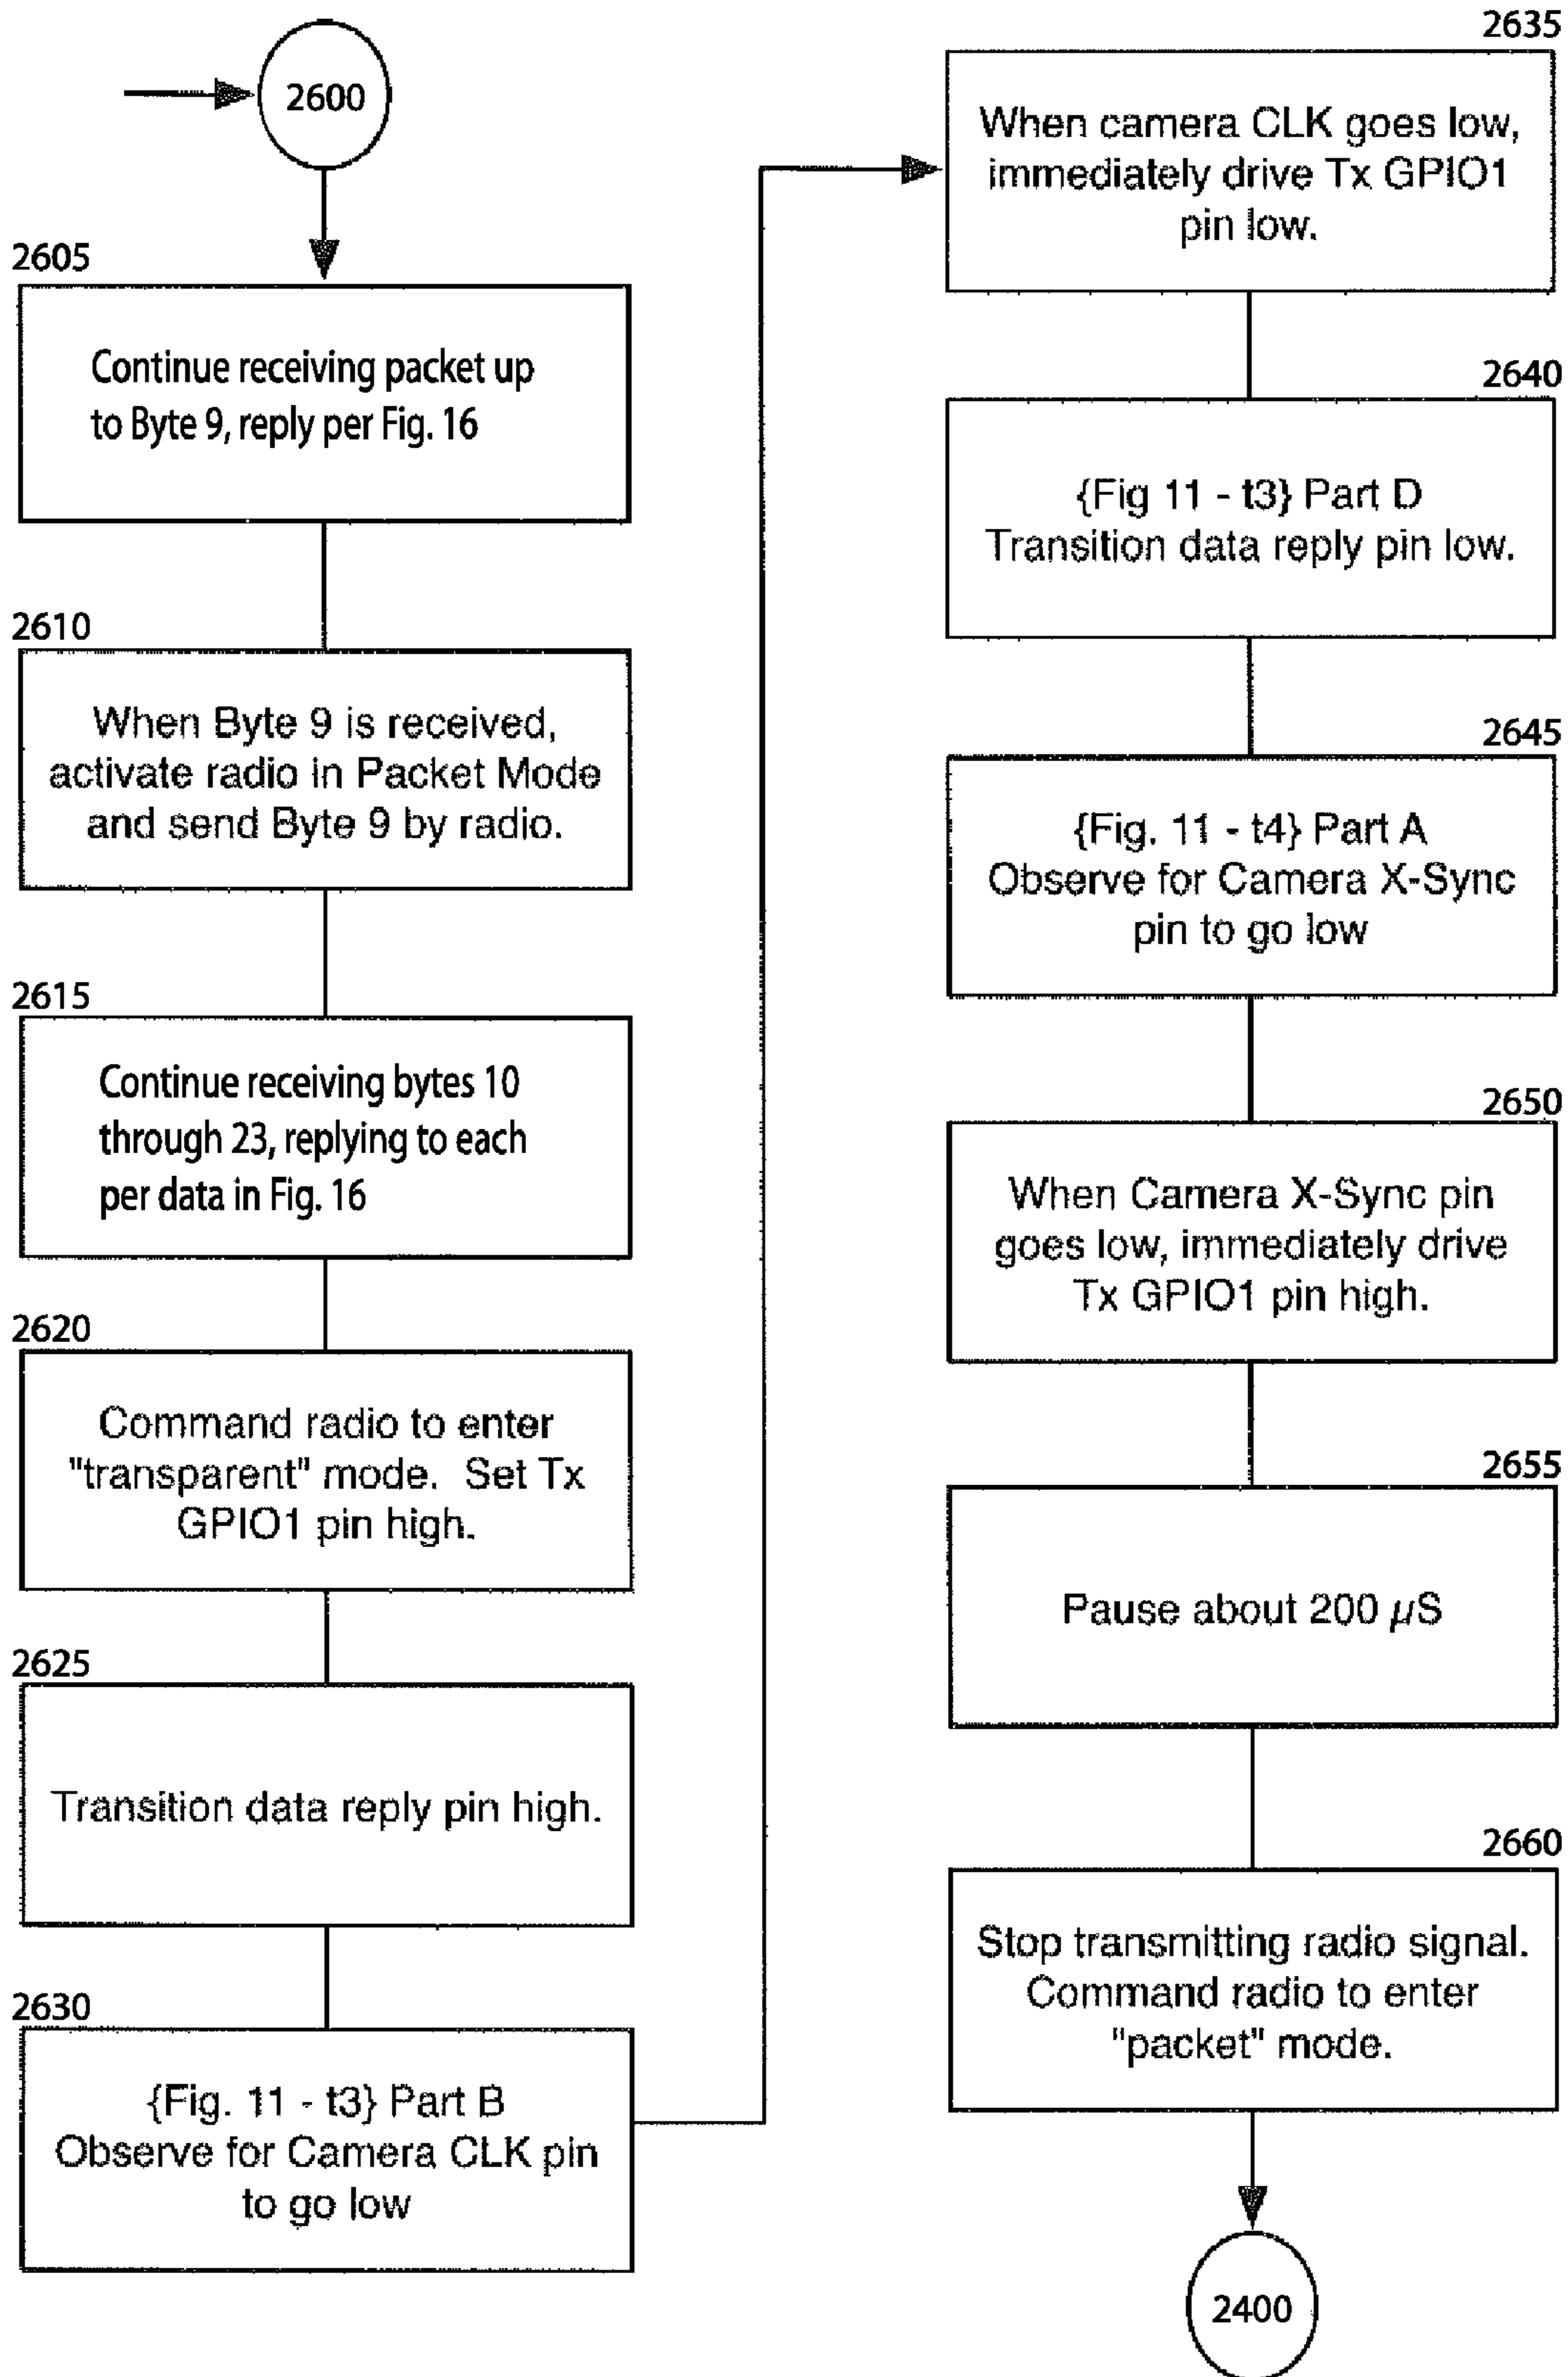 2600
2605
Continue receiving packet up
to Byte 9, reply per Fig. 16
2610
When Byte 9 is received,
activate radio in Packet Mode
and send Byte 9 by radio.
2615
Continue receiving bytes 10
through 23, replying to each
per data in Fig. 16
2620
Command radio to enter
"transparent" mode.  Set Tx
GPIO1 pin high.
2625
Transition data reply pin high.
2630
{Fig. 11 - t3} Part B
Observe for Camera CLK pin
to go low
2635
When camera CLK goes low,
immediately drive Tx GPIO1
pin low.
2640
{Fig 11 - t3} Part D
Transition data reply pin low.
2645
{Fig. 11 - t4} Part A
Observe for Camera X-Sync
pin to go low
2650
When Camera X-Sync pin
goes low, immediately drive
Tx GPIO1 pin high.
2655
Pause about 200 μS
2660
Stop transmitting radio signal.
Command radio to enter
"packet" mode.
2400